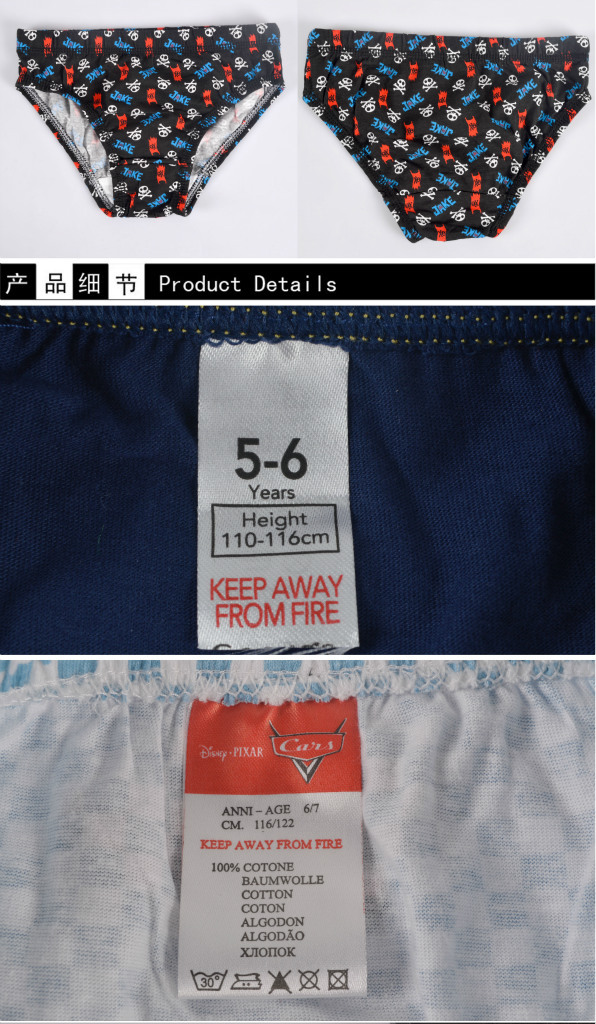 JAKE
产品细节 Product Details
5-6
Years
Height
110-116cm
KEEP AWAY
FROM FIRE
Disney·PIXAR Cars
ANNI – AGE 6/7
CM. 116/122
KEEP AWAY FROM FIRE
100% COTONE
BAUMWOLLE
COTTON
COTON
ALGODON
ALGODÃO
ХЛОПОК
30°